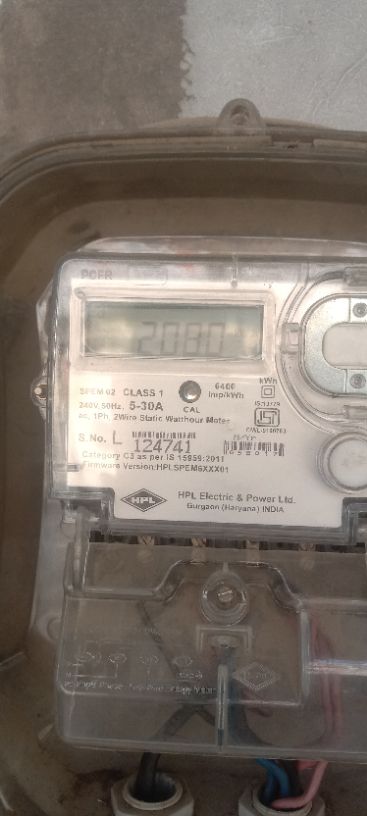 2080
SPEM 02 CLASS 1
6400 Imp/kWh
kWh
240V, 50Hz, 5-30A
CAL
IS:13779
ac, 1Ph, 2Wire Static Watthour Meter
S.No. L 124741
Category C3 as per IS 15959:2011
Firmware Version:HPLSPEM6XXX01
HPL
HPL Electric & Power Ltd.
Gurgaon (Haryana) INDIA